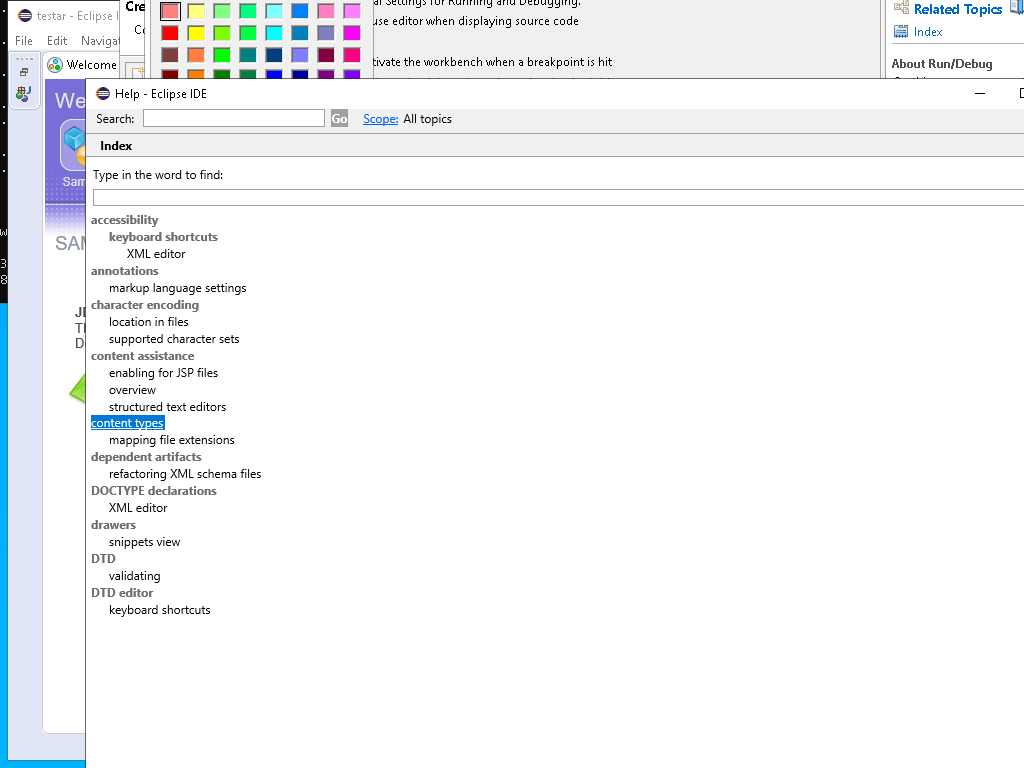 testar - Eclipse I
File Edit Navigat
Welcome
We
Sam
SAM
Cre
al Settings for Running and Debugging.
use editor when displaying source code
tivate the workbench when a breakpoint is hit
Related Topics
Index
About Run/Debug
Help - Eclipse IDE
Search:
Go
Scope: All topics
Index
Type in the word to find:
accessibility
keyboard shortcuts
XML editor
annotations
markup language settings
character encoding
location in files
supported character sets
content assistance
enabling for JSP files
overview
structured text editors
content types
mapping file extensions
dependent artifacts
refactoring XML schema files
DOCTYPE declarations
XML editor
drawers
snippets view
DTD
validating
DTD editor
keyboard shortcuts